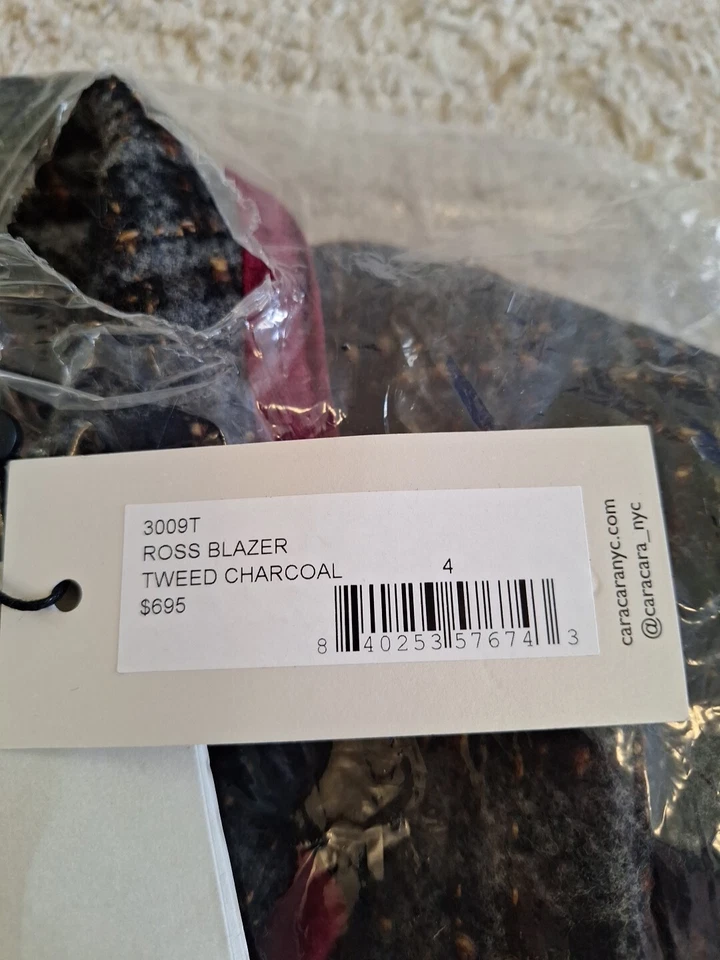 3009T
ROSS BLAZER
TWEED CHARCOAL
$695
4
8 40253 57674 3
caracaranyc.com
@caracara_nyc